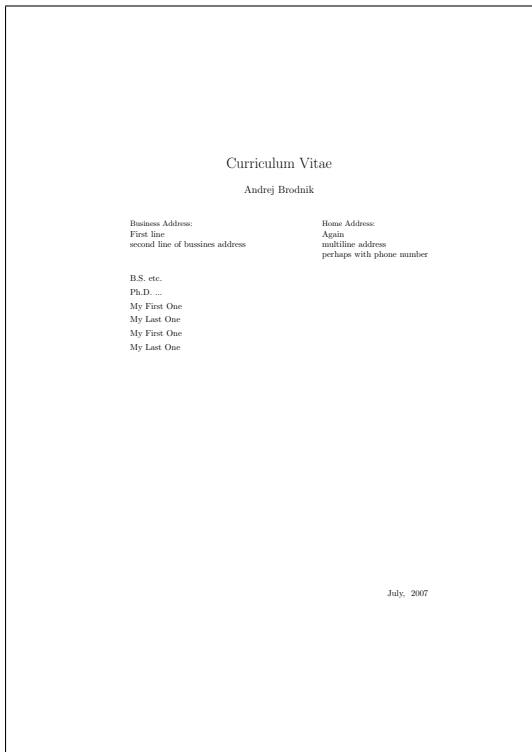 Curriculum Vitae
Andrej Brodnik
Business Address:
First line
second line of bussines address
Home Address:
Again
multiline address
perhaps with phone number
B.S. etc.
Ph.D. ...
My First One
My Last One
My First One
My Last One
July, 2007